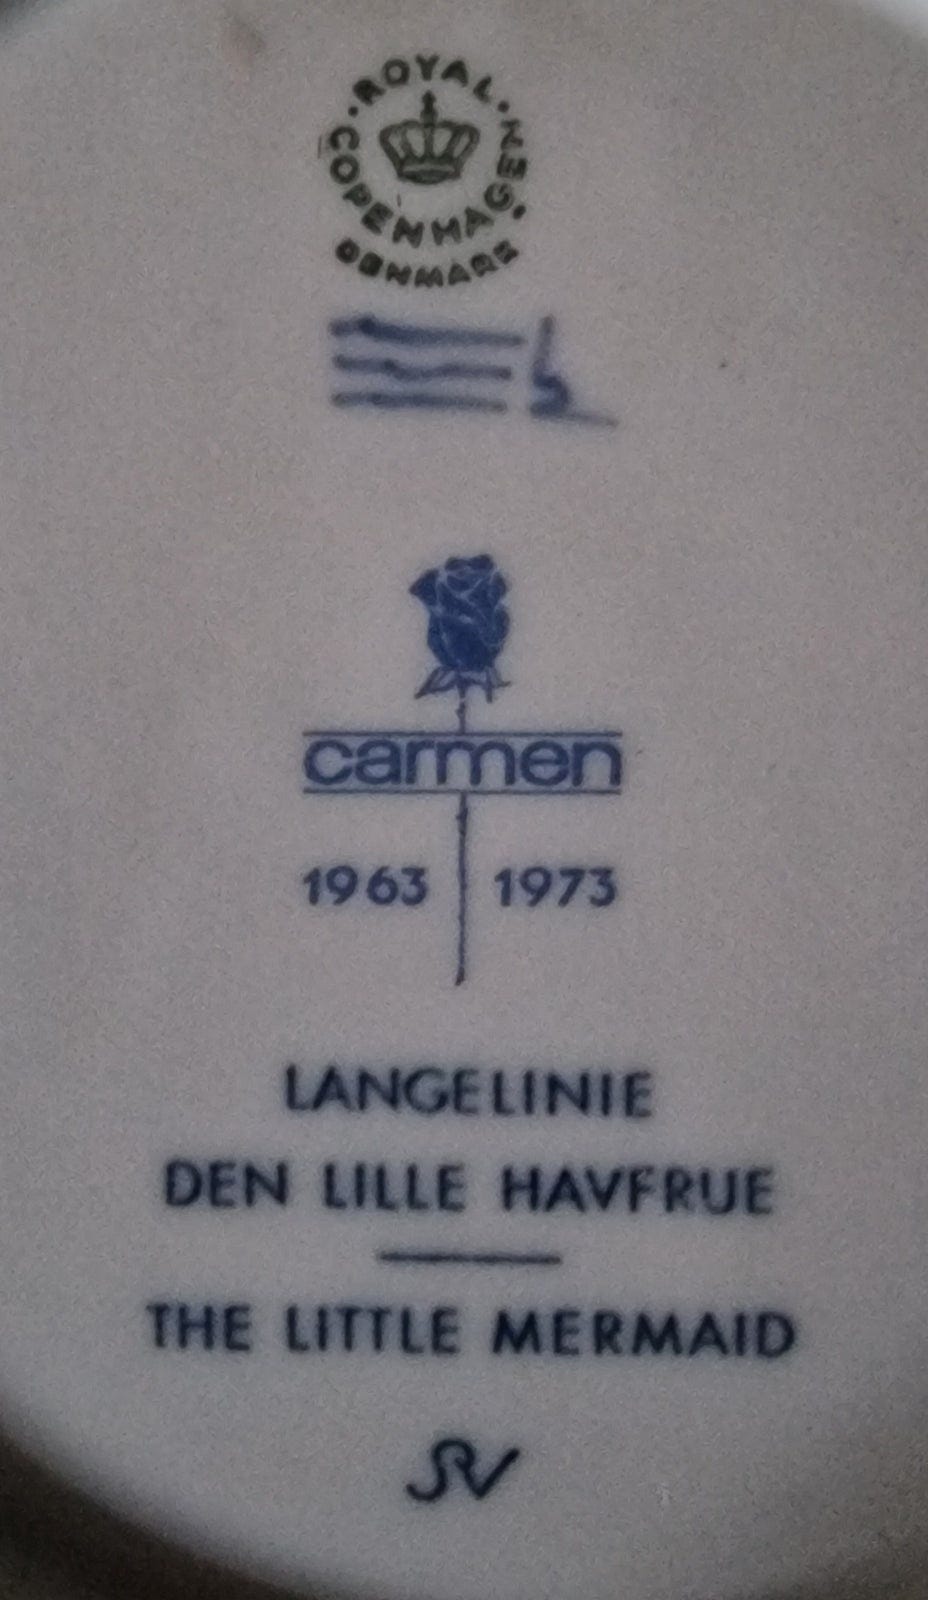 ROYAL COPENHAGEN
DENMARK
carmen
1963 1973
LANGELINIE
DEN LILLE HAVFRUE
THE LITTLE MERMAID